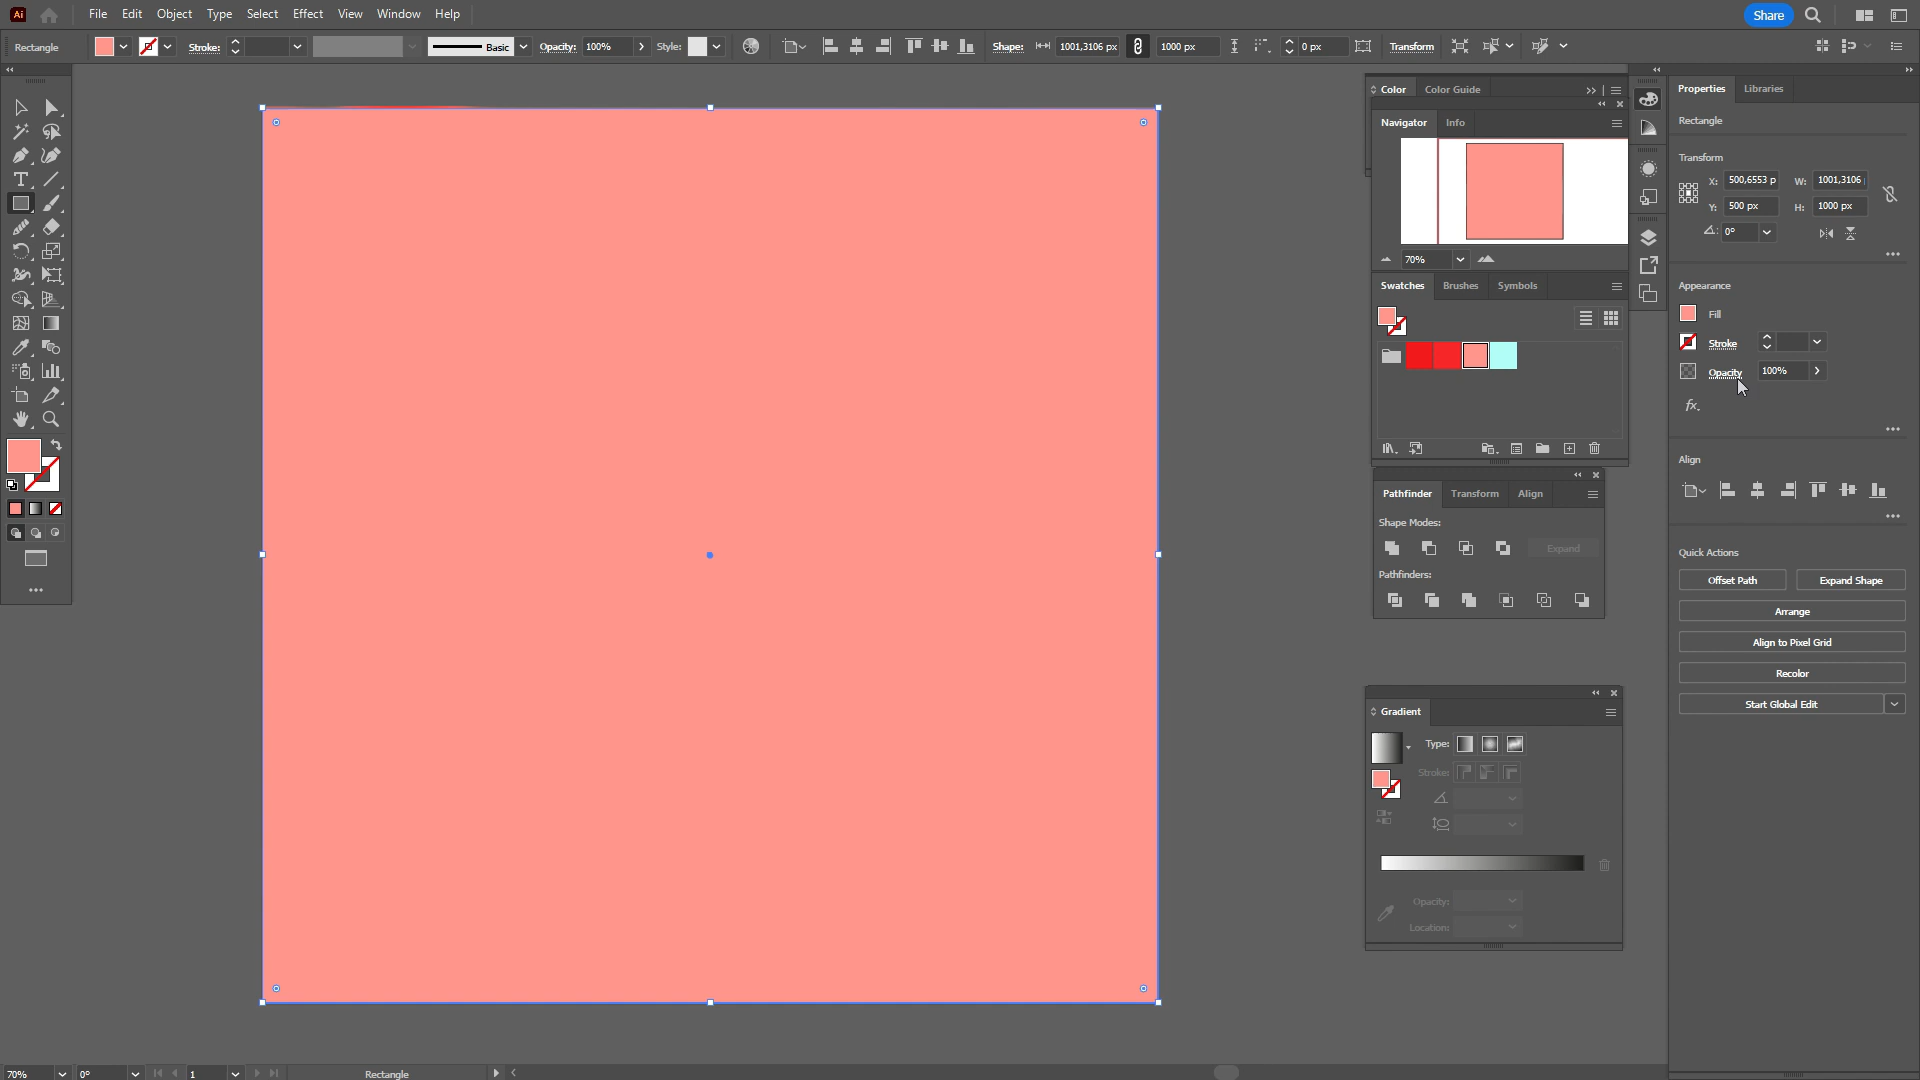 Ai File Edit Object Type Select Effect View Window Help Share
Rectangle Stroke: Basic Opacity: 100% Style: Shape: 1001,3106 px 1000 px 0 px Transform
Color Color Guide
Navigator Info
70%
Swatches Brushes Symbols
Pathfinder Transform Align
Shape Modes:
Expand
Pathfinders:
Gradient
Type:
Stroke:
Opacity:
Location:
Properties Libraries
Rectangle
Transform
X: 500,6553 p W: 1001,3106
Y: 500 px H: 1000 px
0°
Appearance
Fill
Stroke
Opacity 100%
fx.
Align
Quick Actions
Offset Path Expand Shape
Arrange
Align to Pixel Grid
Recolor
Start Global Edit
70% 0° 1 Rectangle